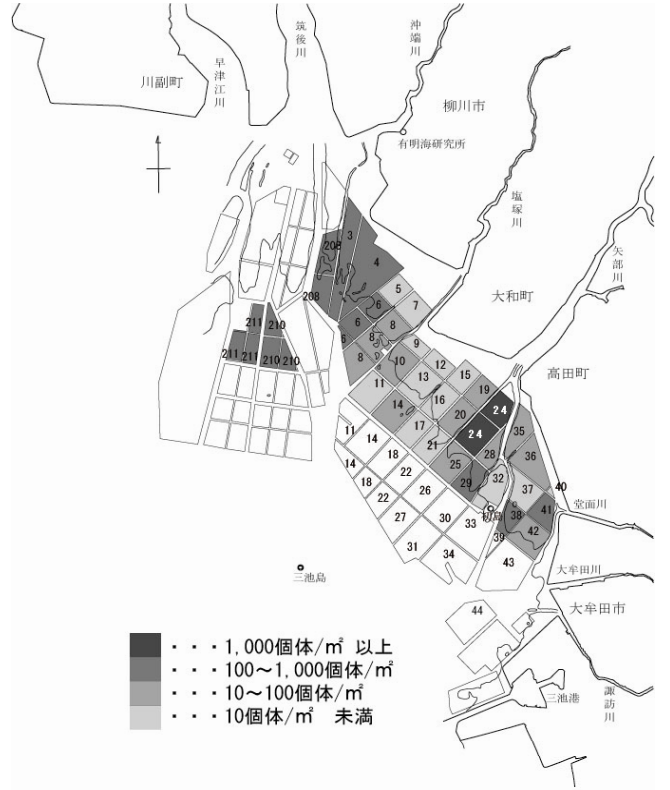 筑後川
沖端川
早津江川
川副町
柳川市
有明海研究所
塩塚川
矢部川
3
208
4
5
大和町
208
6
7
211
210
6
8
6
8
9
211
211
210
210
8
10
12
高田町
13
15
11
19
14
16
24
20
11
17
24
35
14
21
18
28
36
14
22
25
32
18
26
29
37
40
22
初島
38
41
堂面川
27
30
33
42
39
31
34
43
大牟田川
三池島
44
大牟田市
三池港
諏訪川
・・・1,000個体/㎡ 以上
・・・100～1,000個体/㎡
・・・10～100個体/㎡
・・・10個体/㎡ 未満